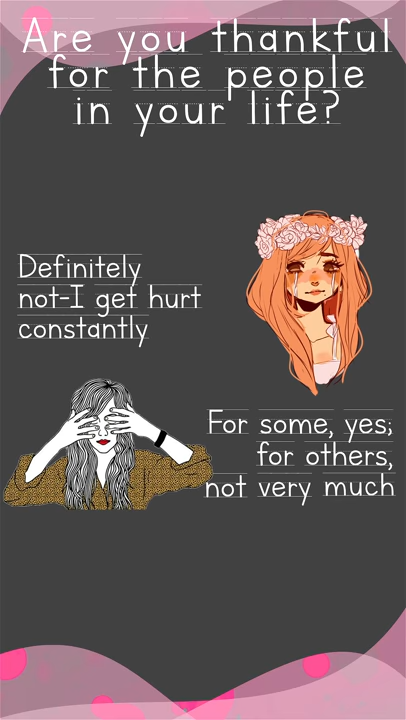 Are you thankful
for the people
in your life?
Definitely
not-I get hurt
constantly
For some, yes;
for others,
not very much